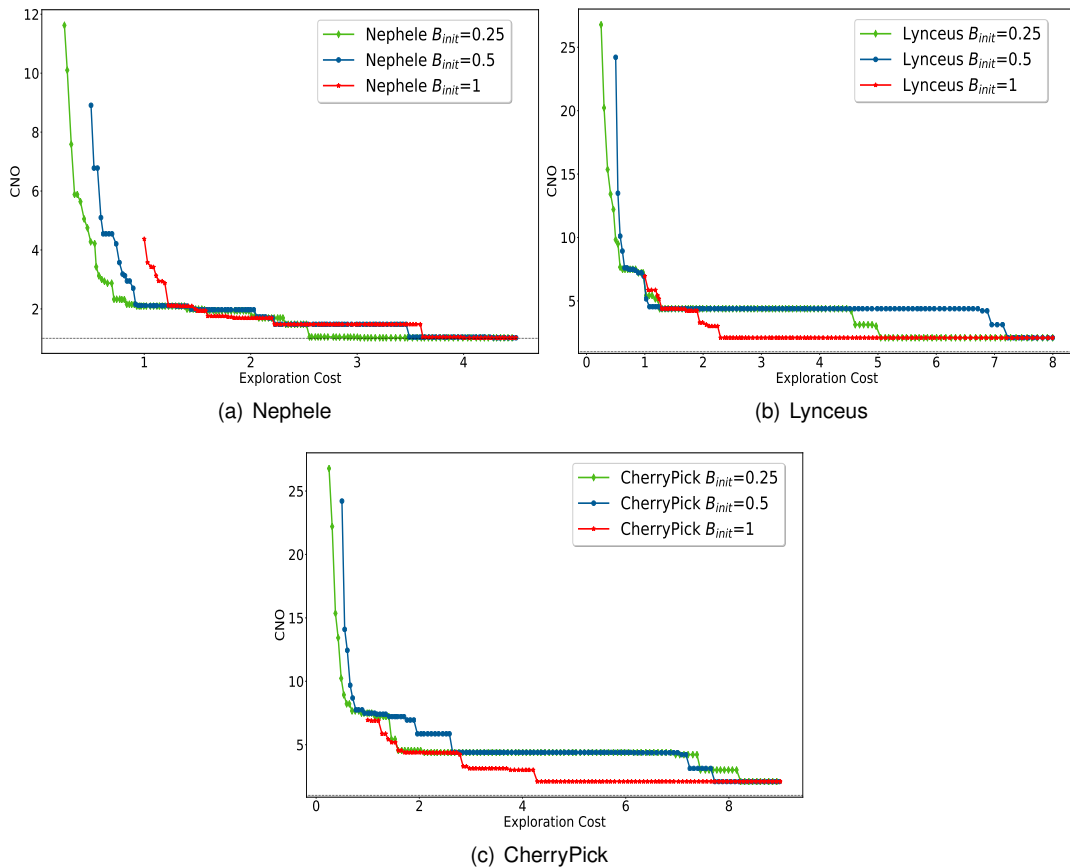 12
10
8
6
4
2
CNO
Nephele B_init=0.25
Nephele B_init=0.5
Nephele B_init=1
1
2
3
4
Exploration Cost
(a) Nephele
25
20
15
10
5
CNO
Lynceus B_init=0.25
Lynceus B_init=0.5
Lynceus B_init=1
0
1
2
3
4
5
6
7
8
Exploration Cost
(b) Lynceus
25
20
15
10
5
CNO
CherryPick B_init=0.25
CherryPick B_init=0.5
CherryPick B_init=1
0
2
4
6
8
Exploration Cost
(c) CherryPick